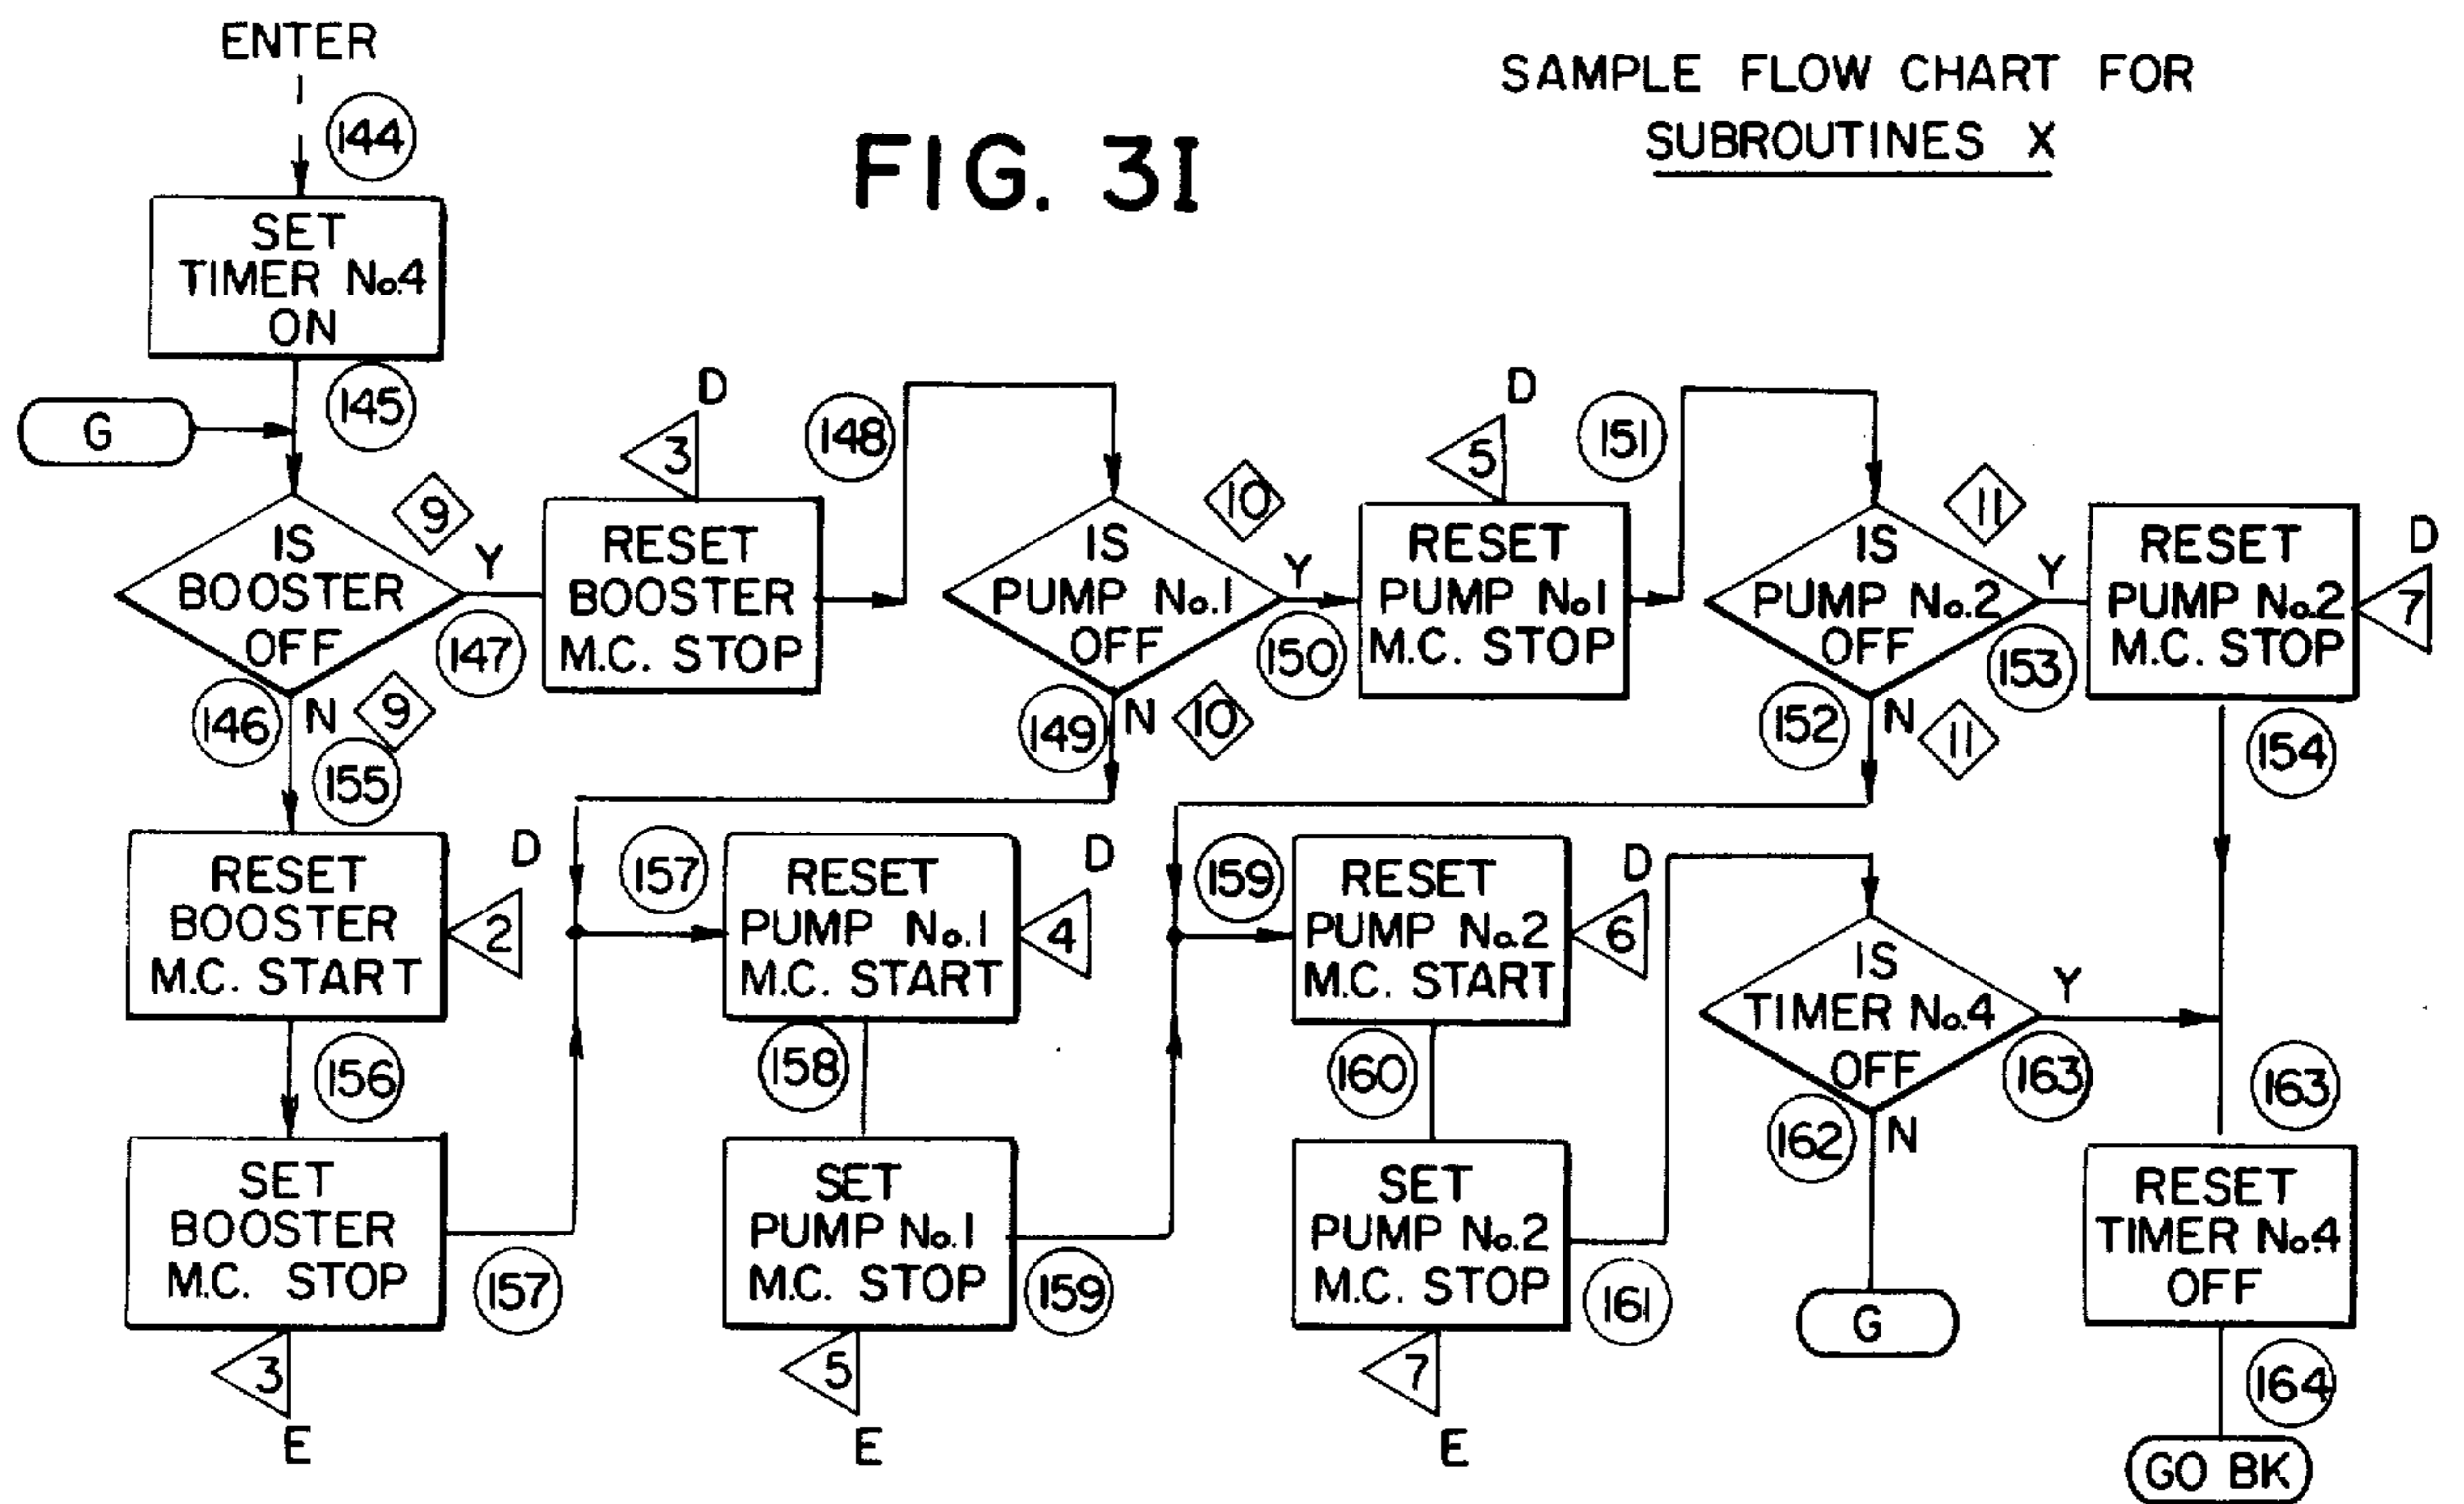 ENTER
SAMPLE FLOW CHART FOR
SUBROUTINES X
FIG. 3I
144
SET
TIMER No.4
ON
145
G
IS
BOOSTER
OFF
9
Y
147
146
N
9
155
D
3
RESET
BOOSTER
M.C. STOP
148
IS
PUMP No.1
OFF
10
Y
150
149
N
10
D
5
RESET
PUMP No1
M.C. STOP
151
IS
PUMP No.2
OFF
11
Y
153
152
N
11
RESET
PUMP No.2
M.C. STOP
D
7
154
RESET
BOOSTER
M.C. START
D
2
156
SET
BOOSTER
M.C. STOP
157
3
E
157
RESET
PUMP No.1
M.C. START
D
4
158
SET
PUMP No.1
M.C. STOP
159
5
E
159
RESET
PUMP No.2
M.C. START
D
6
160
SET
PUMP No.2
M.C. STOP
161
7
E
IS
TIMER No.4
OFF
Y
163
162
N
G
163
RESET
TIMER No.4
OFF
164
GO BK